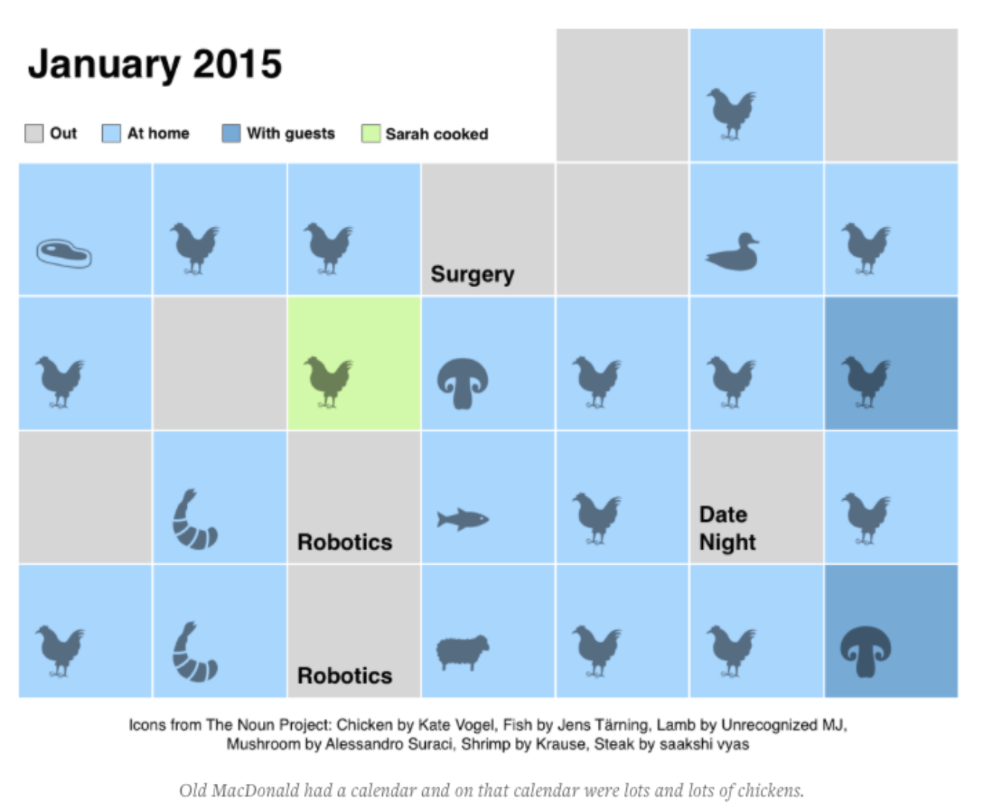 January 2015
Out
At home
With guests
Sarah cooked
Surgery
Date
Night
Robotics
Robotics
Icons from The Noun Project: Chicken by Kate Vogel, Fish by Jens Tärning, Lamb by Unrecognized MJ,
Mushroom by Alessandro Suraci, Shrimp by Krause, Steak by saakshi vyas
Old MacDonald had a calendar and on that calendar were lots and lots of chickens.